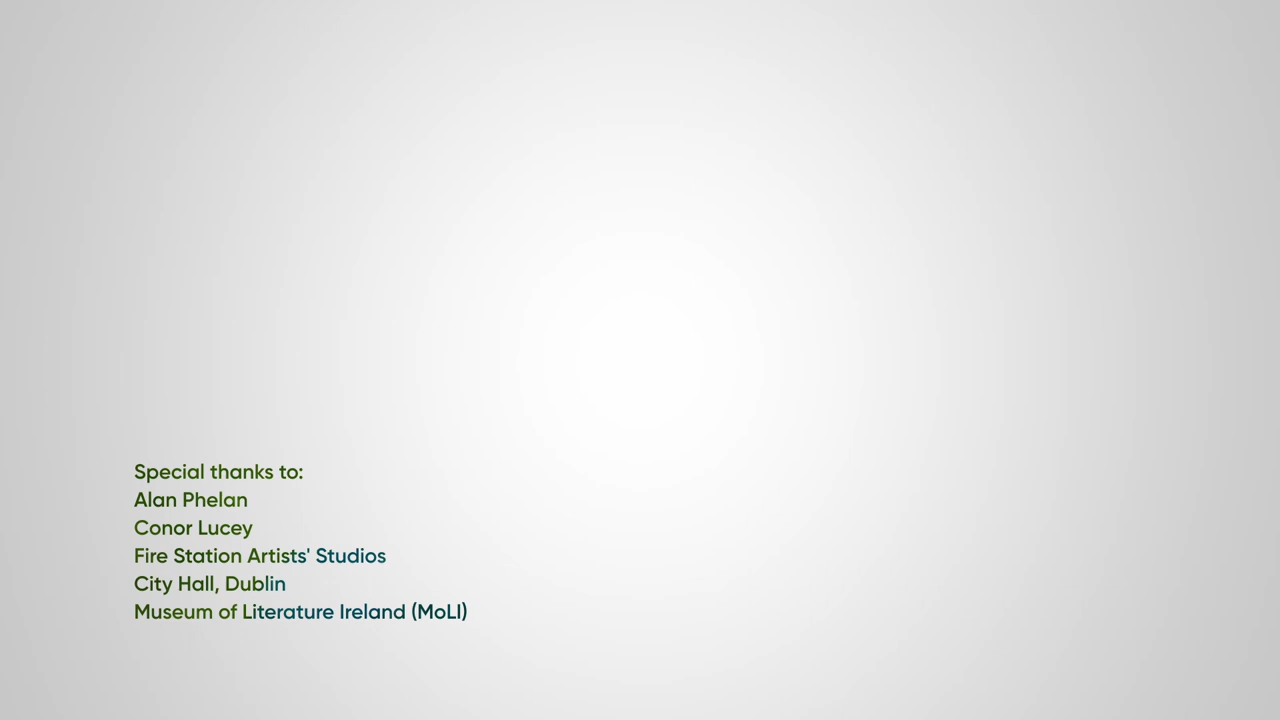 Special thanks to:
Alan Phelan
Conor Lucey
Fire Station Artists' Studios
City Hall, Dublin
Museum of Literature Ireland (MoLI)